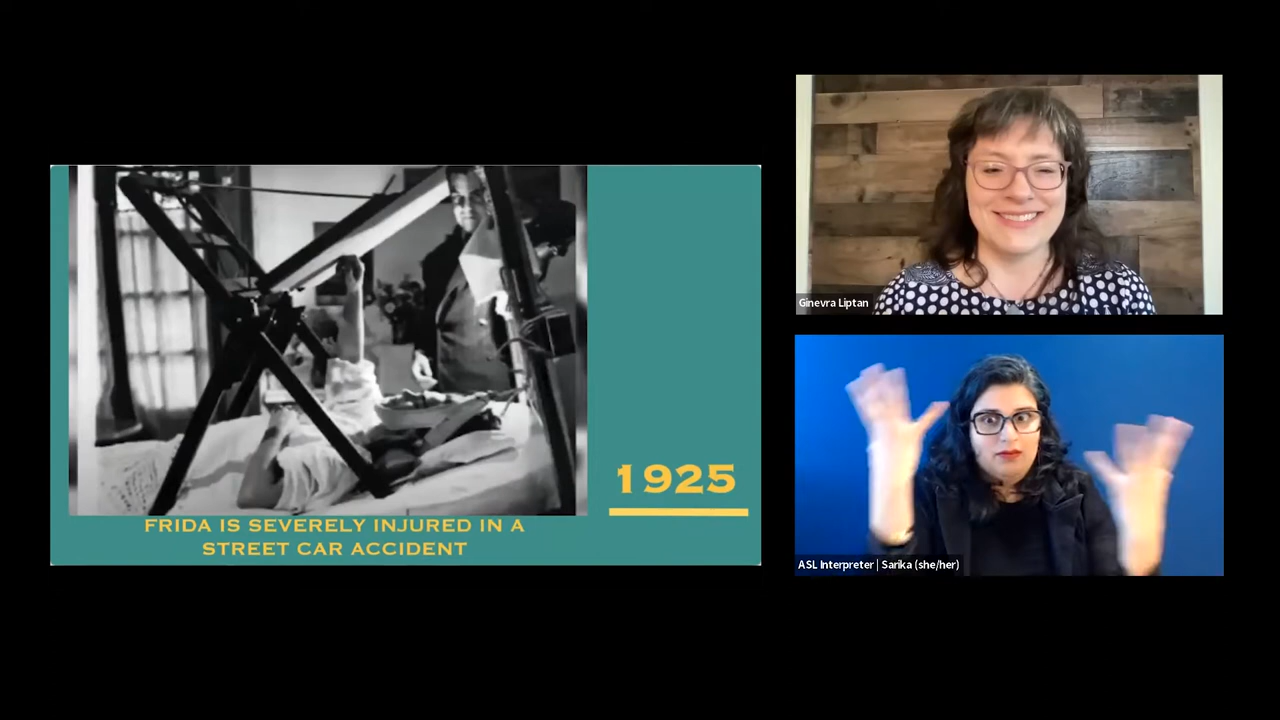 1925
FRIDA IS SEVERELY INJURED IN A
STREET CAR ACCIDENT
Ginevra Liptan
ASL Interpreter | Sarika (she/her)